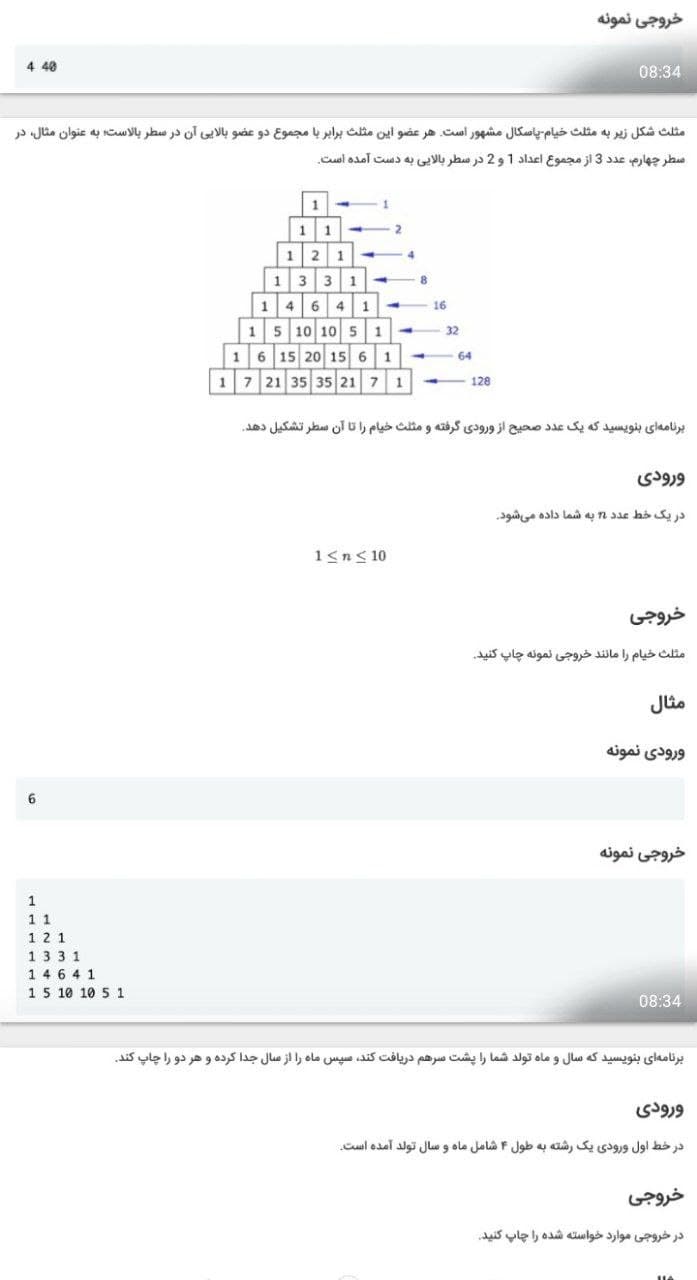 خروجی نمونه
4 40
08:34
مثلث شکل زیر به مثلث خیام-پاسکال مشهور است. هر عضو این مثلث برابر با مجموع دو عضو بالایی آن در سطر بالاست؛ به عنوان مثال، در
سطر چهارم، عدد 3 از مجموع اعداد 1 و 2 در سطر بالایی به دست آمده است.
1 1
1 1 2
1 2 1 4
1 3 3 1 8
1 4 6 4 1 16
1 5 10 10 5 1 32
1 6 15 20 15 6 1 64
1 7 21 35 35 21 7 1 128
برنامه‌ای بنویسید که یک عدد صحیح از ورودی گرفته و مثلث خیام را تا آن سطر تشکیل دهد.
ورودی
در یک خط عدد n به شما داده می‌شود.
1 ≤ n ≤ 10
خروجی
مثلث خیام را مانند خروجی نمونه چاپ کنید.
مثال
ورودی نمونه
6
خروجی نمونه
1
1 1
1 2 1
1 3 3 1
1 4 6 4 1
1 5 10 10 5 1
08:34
برنامه‌ای بنویسید که سال و ماه تولد شما را پشت سرهم دریافت کند، سپس ماه را از سال جدا کرده و هر دو را چاپ کند.
ورودی
در خط اول ورودی یک رشته به طول ۴ شامل ماه و سال تولد آمده است.
خروجی
در خروجی موارد خواسته شده را چاپ کنید.